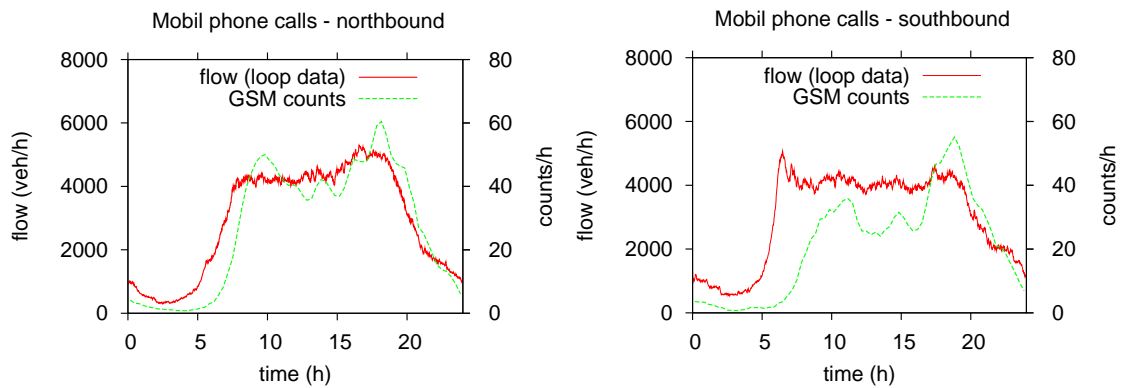 Mobil phone calls - northbound
8000
6000
4000
2000
0
flow (veh/h)
flow (loop data)
GSM counts
80
60
40
20
0
counts/h
0 5 10 15 20
time (h)
Mobil phone calls - southbound
8000
6000
4000
2000
0
flow (veh/h)
flow (loop data)
GSM counts
80
60
40
20
0
counts/h
0 5 10 15 20
time (h)